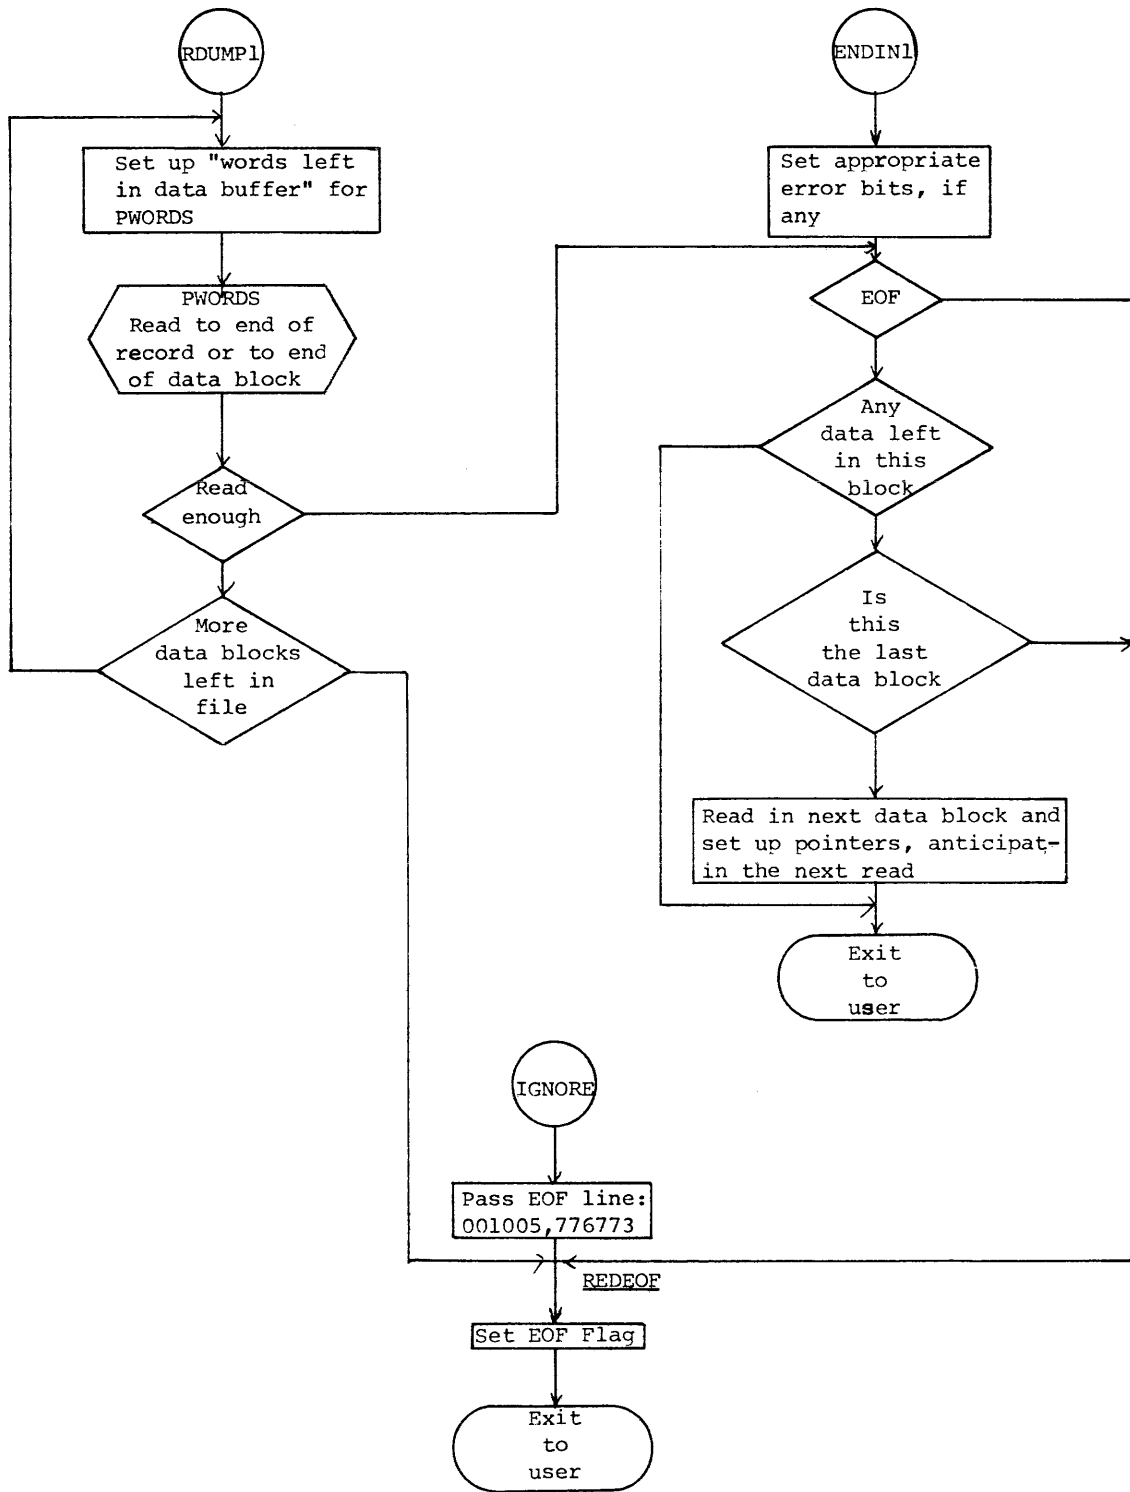 RDUMP1
Set up "words left
in data buffer" for
PWORDS
PWORDS
Read to end of
record or to end
of data block
Read
enough
More
data blocks
left in
file
ENDIN1
Set appropriate
error bits, if
any
EOF
Any
data left
in this
block
Is
this
the last
data block
Read in next data block and
set up pointers, anticipat-
in the next read
Exit
to
user
IGNORE
Pass EOF line:
001005,776773
REDEOF
Set EOF Flag
Exit
to
user